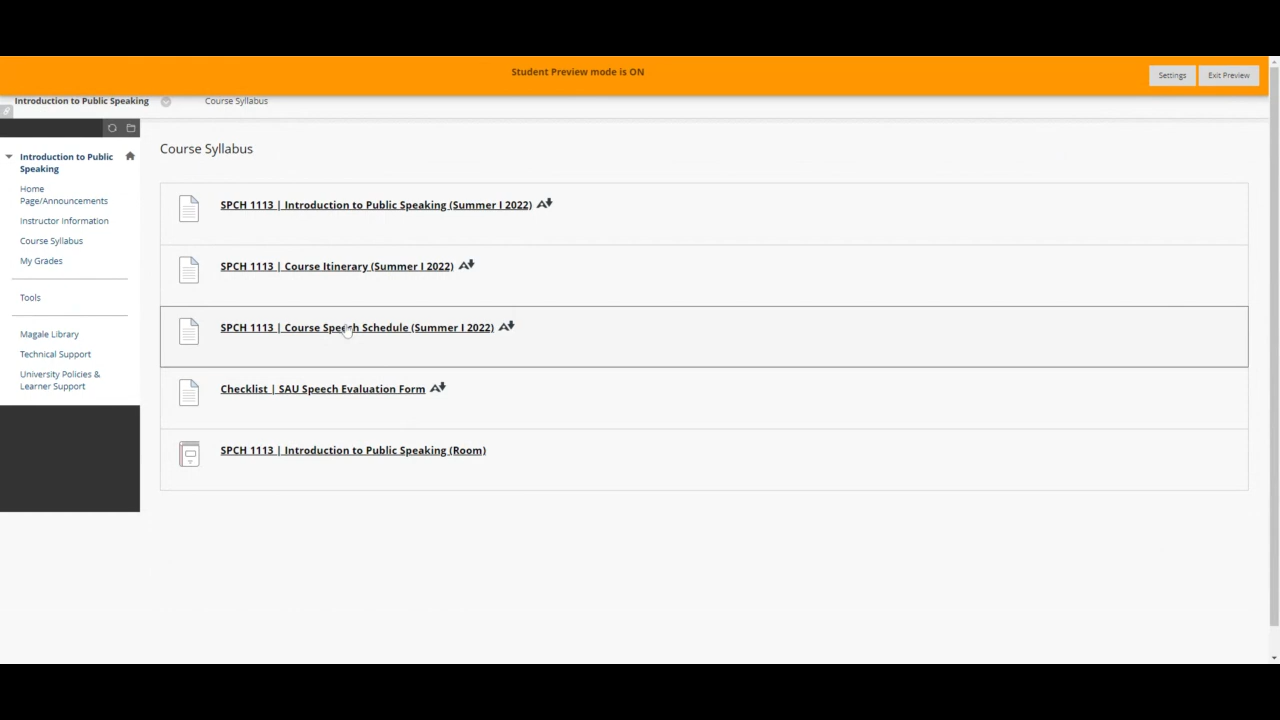 Student Preview mode is ON
Settings
Exit Preview
Introduction to Public Speaking
Course Syllabus
Introduction to Public
Speaking
Home
Page/Announcements
Instructor Information
Course Syllabus
My Grades
Tools
Magale Library
Technical Support
University Policies &
Learner Support
Course Syllabus
SPCH 1113 | Introduction to Public Speaking (Summer I 2022)
SPCH 1113 | Course Itinerary (Summer I 2022)
SPCH 1113 | Course Speech Schedule (Summer I 2022)
Checklist | SAU Speech Evaluation Form
SPCH 1113 | Introduction to Public Speaking (Room)